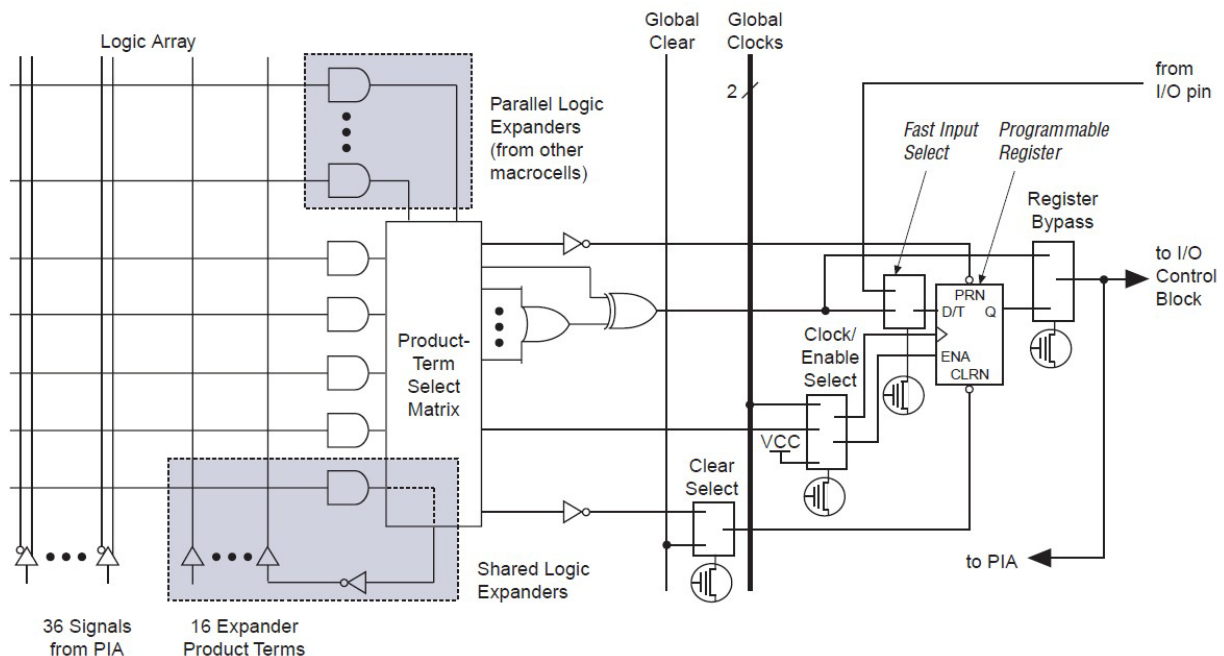 Logic Array
Global
Clear
Global
Clocks
2
from
I/O pin
Parallel Logic
Expanders
(from other
macrocells)
Fast Input
Select
Programmable
Register
Register
Bypass
to I/O
Control
Block
PRN
D/T
Q
ENA
CLRN
Product-
Term
Select
Matrix
Clock/
Enable
Select
VCC
Clear
Select
to PIA
Shared Logic
Expanders
36 Signals
from PIA
16 Expander
Product Terms